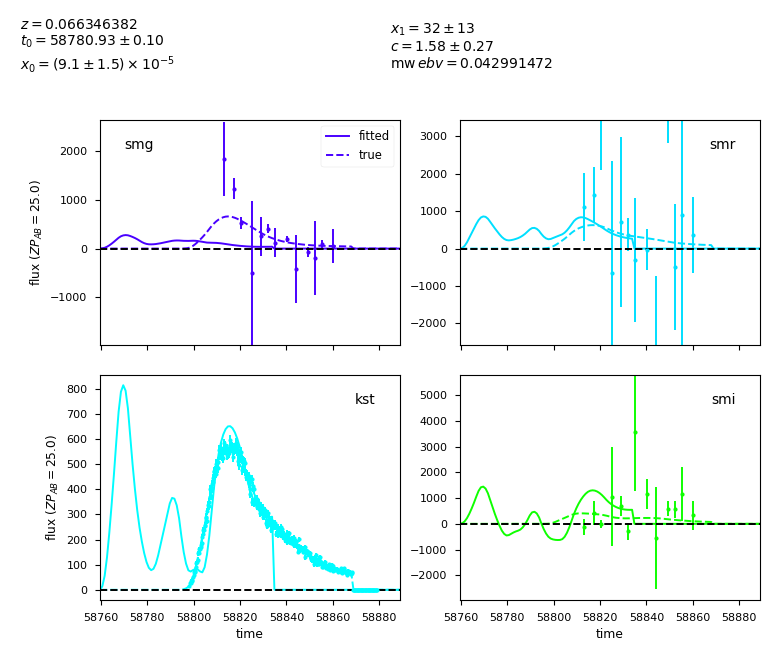 z = 0.066346382
t₀ = 58780.93 ± 0.10
x₀ = (9.1 ± 1.5) × 10⁻⁵
x₁ = 32 ± 13
c = 1.58 ± 0.27
mw ebv = 0.042991472
smg
fitted
true
2000
1000
0
−1000
flux (ZP_AB = 25.0)
smr
3000
2000
1000
0
−1000
−2000
kst
800
700
600
500
400
300
200
100
0
flux (ZP_AB = 25.0)
58760 58780 58800 58820 58840 58860 58880
time
smi
5000
4000
3000
2000
1000
0
−1000
−2000
58760 58780 58800 58820 58840 58860 58880
time